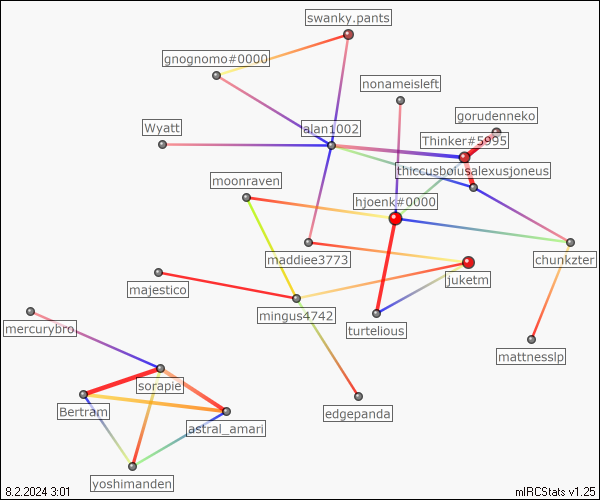 swanky.pants
gnognomo#0000
nonameisleft
gorudenneko
Wyatt
alan1002
Thinker#5995
thiccusboiusalexusjoneus
moonraven
hjoenk#0000
maddiee3773
chunkzter
juketm
majestico
mingus4742
turtelious
mercurybro
mattnesslp
sorapie
Bertram
edgepanda
astral_amari
yoshimanden
8.2.2024 3:01
mIRCStats v1.25